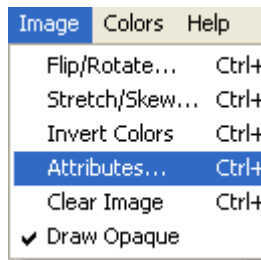 Image Colors Help
Flip/Rotate... Ctrl+
Stretch/Skew... Ctrl+
Invert Colors Ctrl+
Attributes... Ctrl+
Clear Image Ctrl+
Draw Opaque